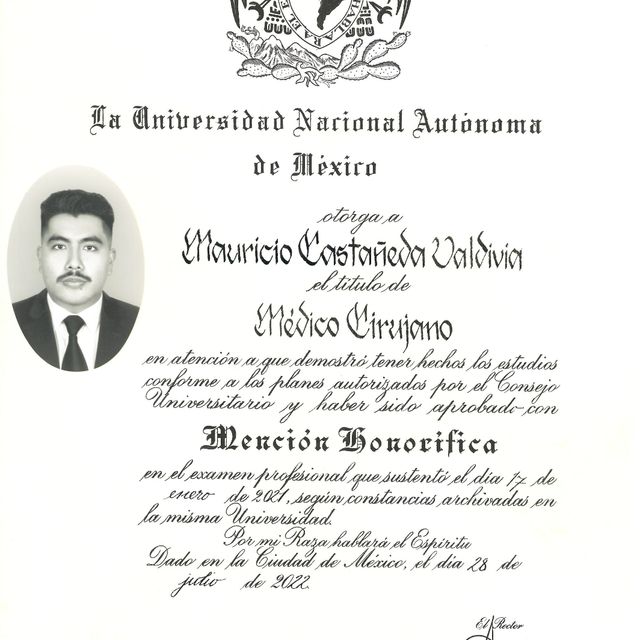 HABLARA EL E
La Universidad Nacional Autónoma
de México
otorga a
Mauricio Castañeda Valdivia
el título de
Médico Cirujano
en atención a que demostró tener hechos los estudios
conforme a los planes autorizados por el Consejo
Universitario y haber sido aprobado con
Mención Honorífica
en el examen profesional que sustentó el día 17 de
enero de 2021, según constancias archivadas en
la misma Universidad.
Por mi Raza hablará el Espíritu
Dado en la Ciudad de México, el día 28 de
julio de 2022.
El Rector